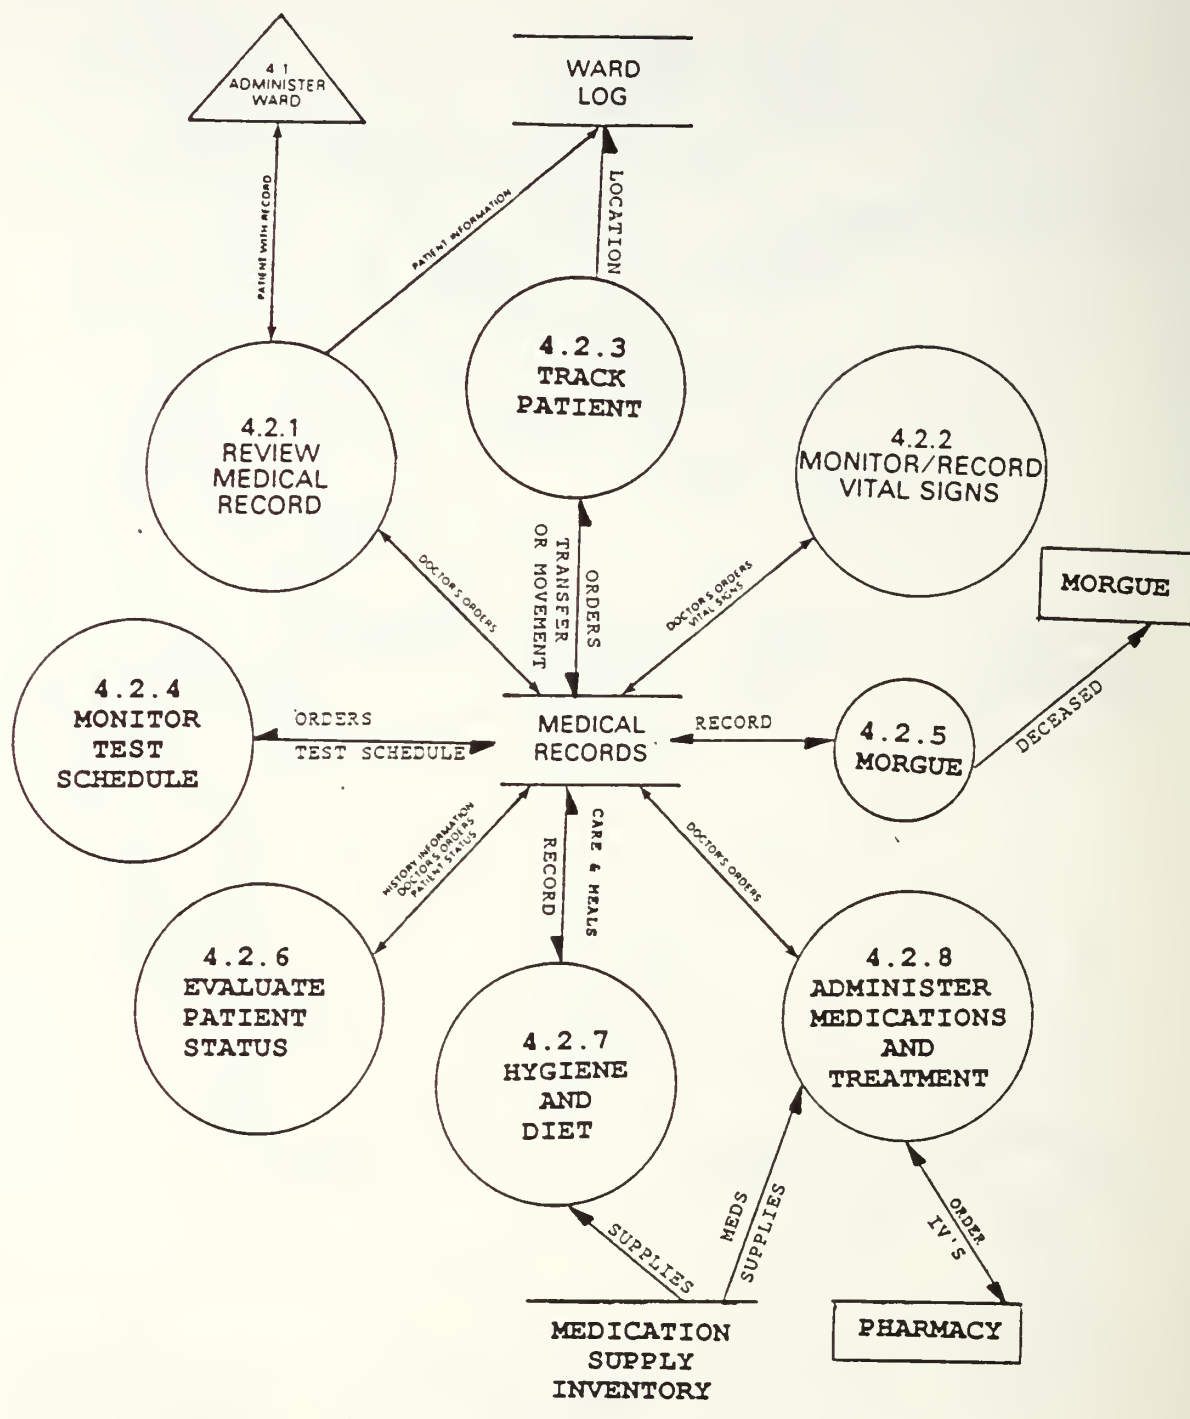 4.1
ADMINISTER
WARD
WARD
LOG
PATIENT WITH RECORD
PATIENT INFORMATION
LOCATION
4.2.3
TRACK
PATIENT
4.2.1
REVIEW
MEDICAL
RECORD
4.2.2
MONITOR/RECORD
VITAL SIGNS
DOCTOR'S ORDERS
ORDERS
TRANSFER
OR MOVEMENT
DOCTOR'S ORDERS
VITAL SIGNS
MORGUE
4.2.4
MONITOR
TEST
SCHEDULE
ORDERS
TEST SCHEDULE
MEDICAL
RECORDS
RECORD
4.2.5
MORGUE
DECEASED
HISTORY INFORMATION
DOCTOR'S ORDERS
PATIENT STATUS
CARE & MEALS
RECORD
DOCTOR'S ORDERS
4.2.6
EVALUATE
PATIENT
STATUS
4.2.7
HYGIENE
AND
DIET
4.2.8
ADMINISTER
MEDICATIONS
AND
TREATMENT
SUPPLIES
MEDS
SUPPLIES
ORDER
IV'S
MEDICATION
SUPPLY
INVENTORY
PHARMACY